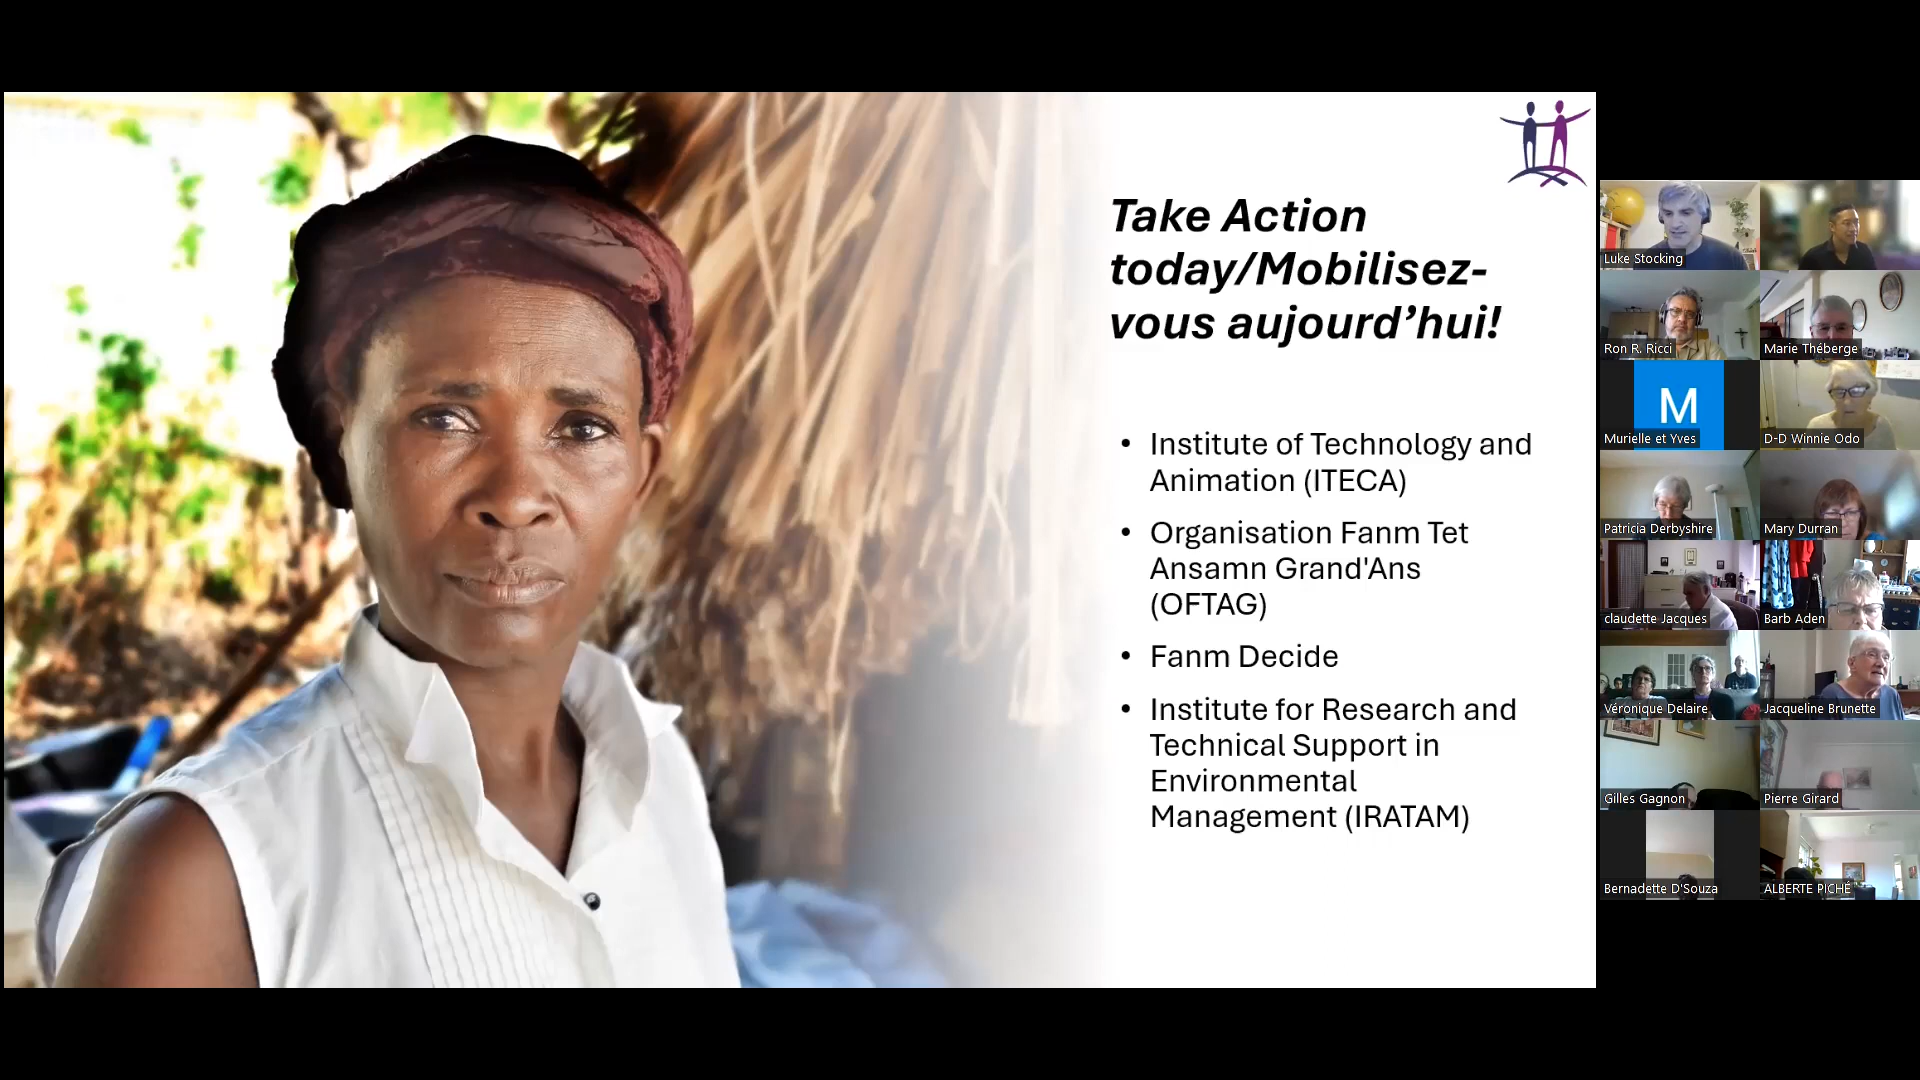 Take Action
today/Mobilisez-
vous aujourd’hui!
• Institute of Technology and
Animation (ITECA)
• Organisation Fanm Tet
Ansamn Grand'Ans
(OFTAG)
• Fanm Decide
• Institute for Research and
Technical Support in
Environmental
Management (IRATAM)
Luke Stocking
Ron R. Ricci
Marie Théberge
M
Murielle et Yves
D-D Winnie Odo
Patricia Derbyshire
Mary Durran
claudette Jacques
Barb Aden
Véronique Delaire
Jacqueline Brunette
Gilles Gagnon
Pierre Girard
Bernadette D'Souza
ALBERTE PICHÉ